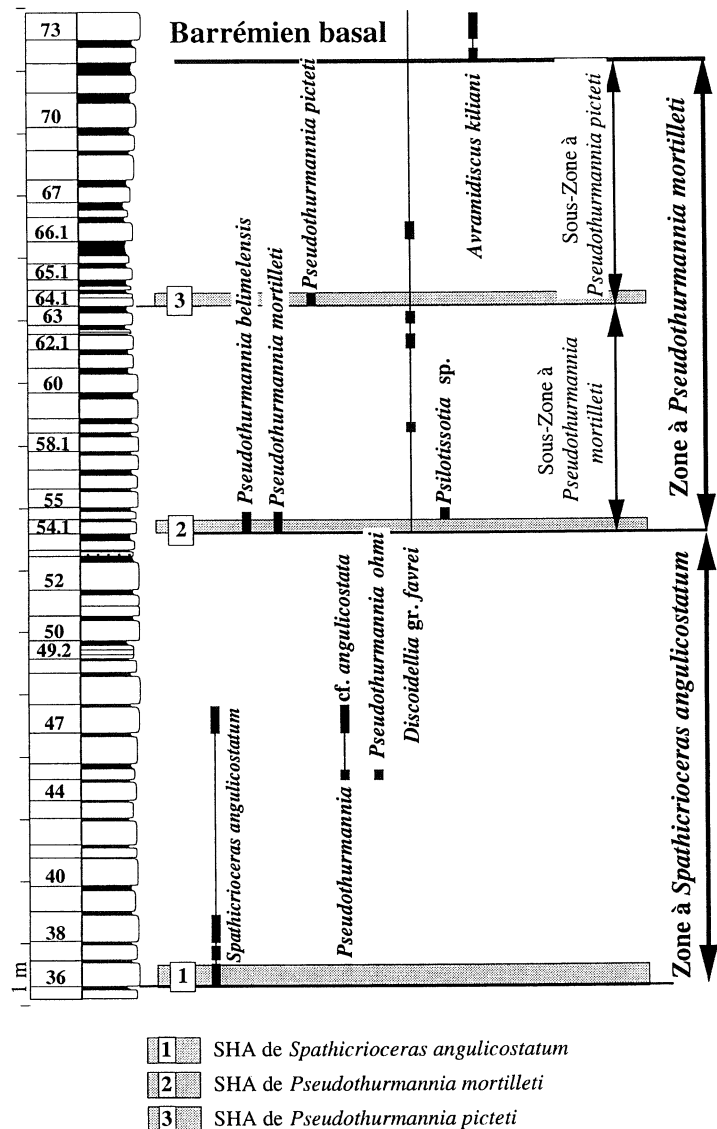 Barrémien basal
73
70
67
66.1
65.1
64.1
63
62.1
60
58.1
55
54.1
52
50
49.2
47
44
40
38
36
1 m
Pseudothurmannia picteti
Avramidiscus kiliani
Sous-Zone à
Pseudothurmannia picteti
Zone à Pseudothurmannia mortilleti
3
Pseudothurmannia belimelensis
Pseudothurmannia mortilleti
Psilotissotia sp.
Sous-Zone à
Pseudothurmannia
mortilleti
2
Spathicrioceras angulicostatum
Pseudothurmannia cf. angulicostata
Pseudothurmannia ohmi
Discoidellia gr. favrei
Zone à Spathicrioceras angulicostatum
1
1 SHA de Spathicrioceras angulicostatum
2 SHA de Pseudothurmannia mortilleti
3 SHA de Pseudothurmannia picteti